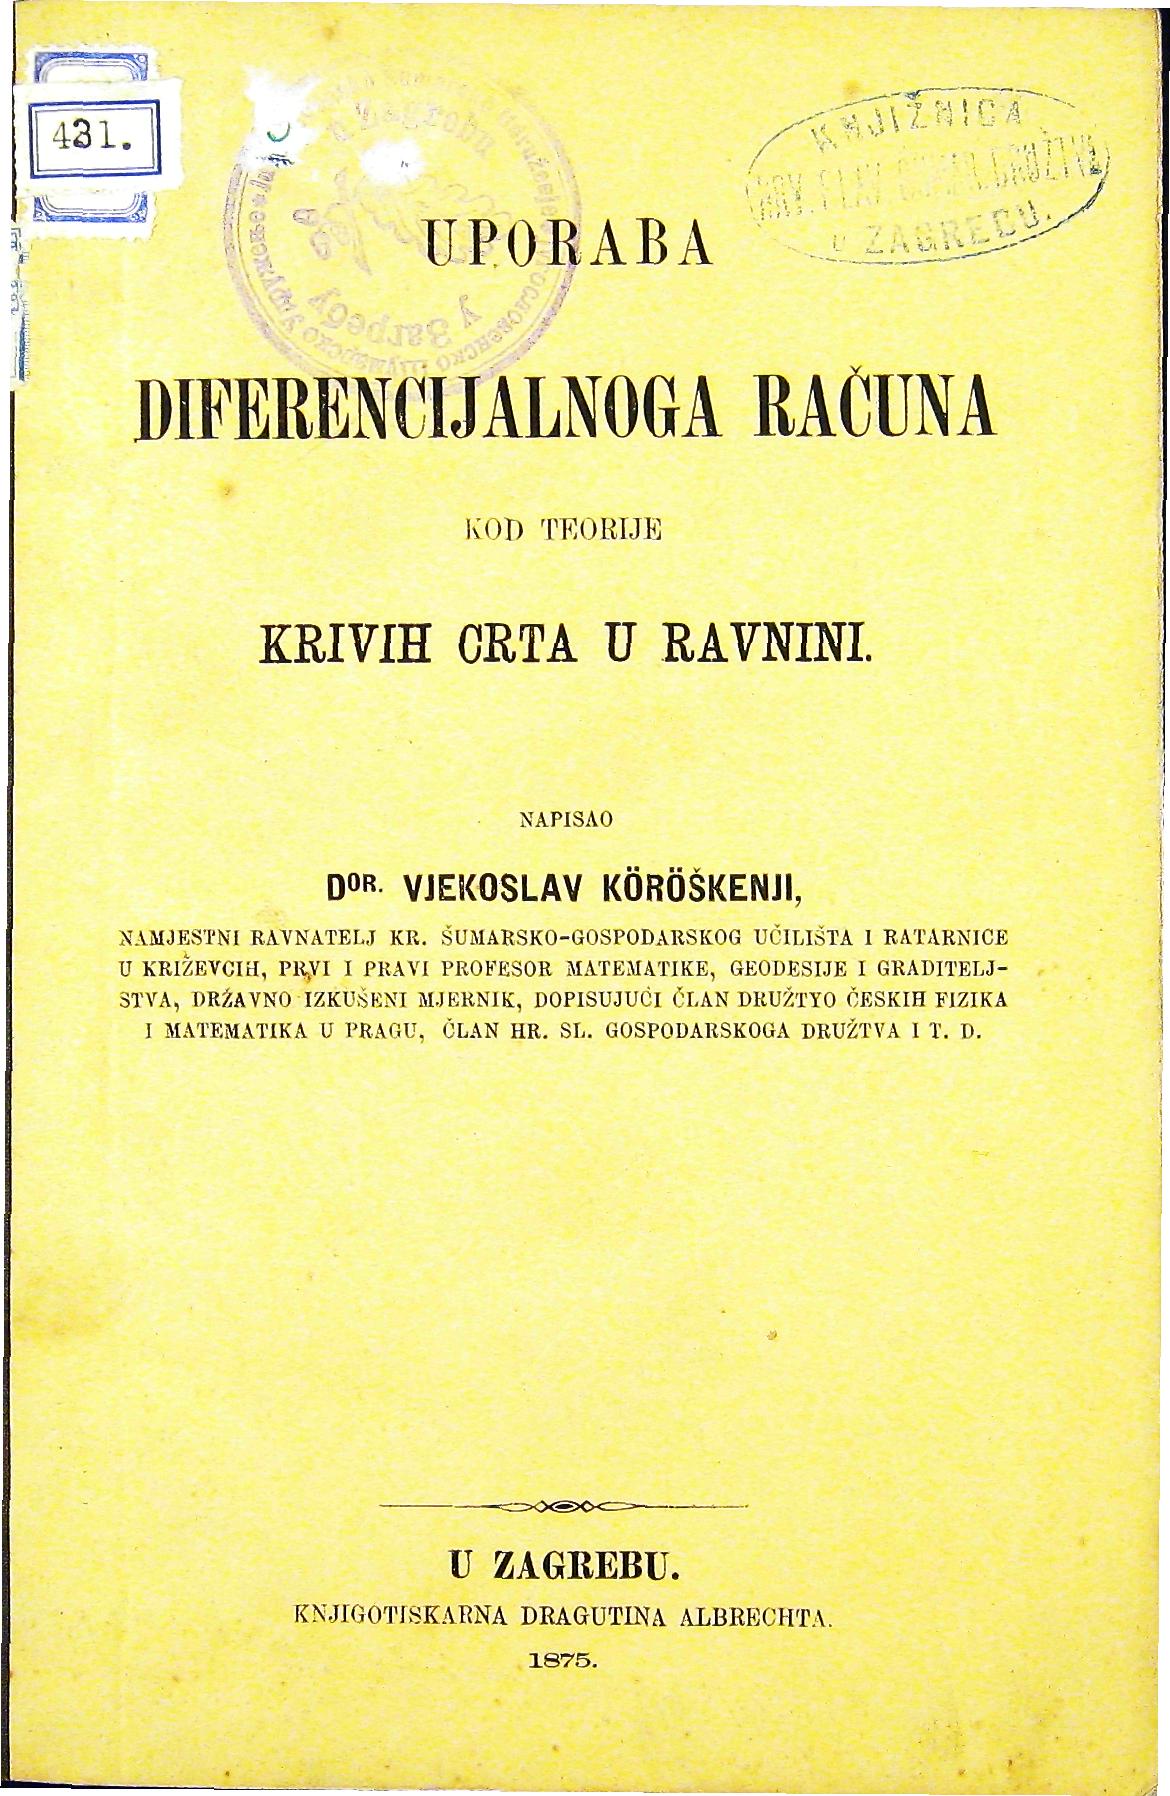 431.
KNJIŽNICA
U ZAGREBU.
у Загребу
UPORABA
DIFERENCIJALNOGA RAČUNA
KOD TEORIJE
KRIVIH CRTA U RAVNINI.
NAPISAO
DOR. VJEKOSLAV KÖRÖŠKENJI,
NAMJESTNI RAVNATELJ KR. ŠUMARSKO-GOSPODARSKOG UČILIŠTA I RATARNICE
U KRIŽEVCIH, PRVI I PRAVI PROFESOR MATEMATIKE, GEODESIJE I GRADITELJ-
STVA, DRŽAVNO IZKUŠENI MJERNIK, DOPISUJUĆI ČLAN DRUŽTVO ČESKIH FIZIKA
I MATEMATIKA U PRAGU, ČLAN HR. SL. GOSPODARSKOGA DRUŽTVA I T. D.
U ZAGREBU.
KNJIGOTISKARNA DRAGUTINA ALBRECHTA.
1875.